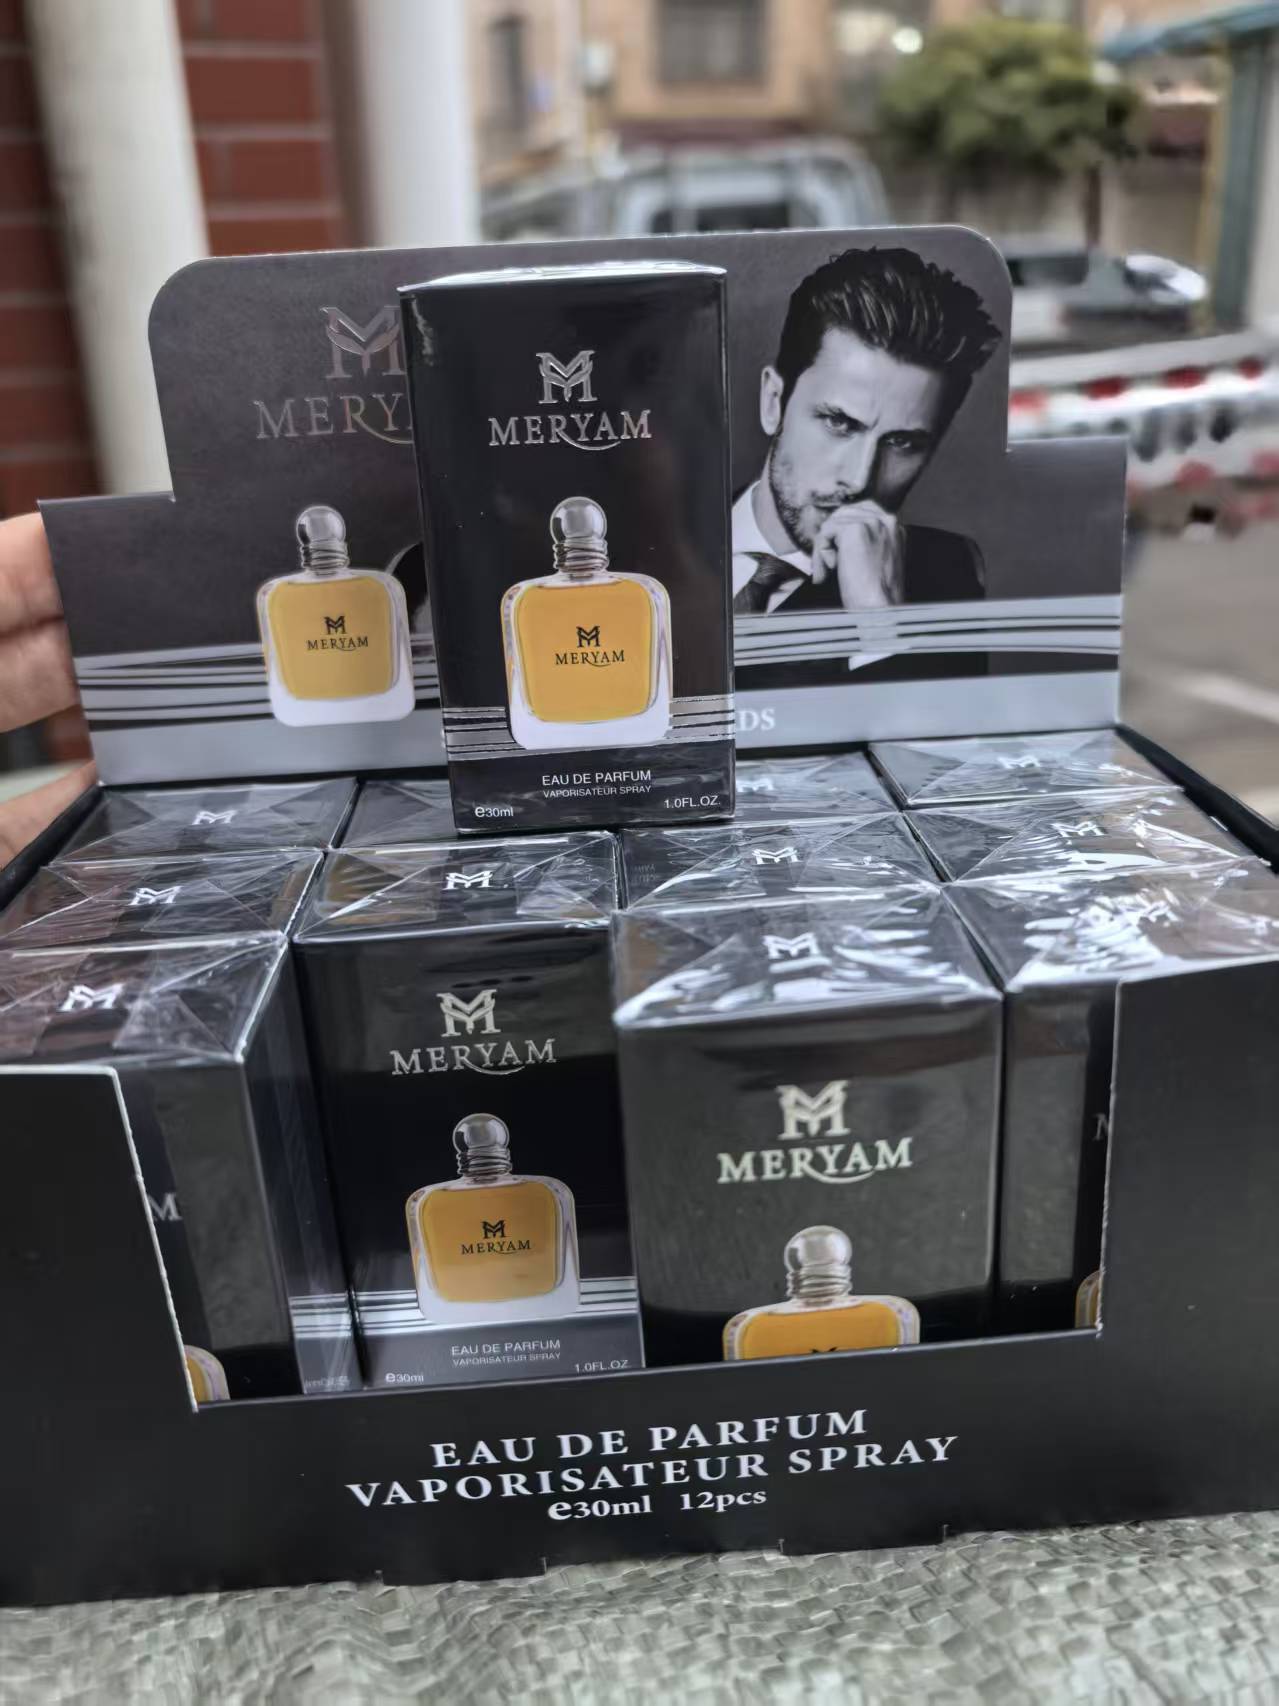 MERY
MERYAM
MERYAM
MERYAM
DS
EAU DE PARFUM
VAPORISATEUR SPRAY
e30ml
1.0FL.OZ.
MERYAM
MERYAM
MERYAM
EAU DE PARFUM
VAPORISATEUR SPRAY
e30ml
1.0FL.OZ
M
EAU DE PARFUM
VAPORISATEUR SPRAY
e30ml 12pcs